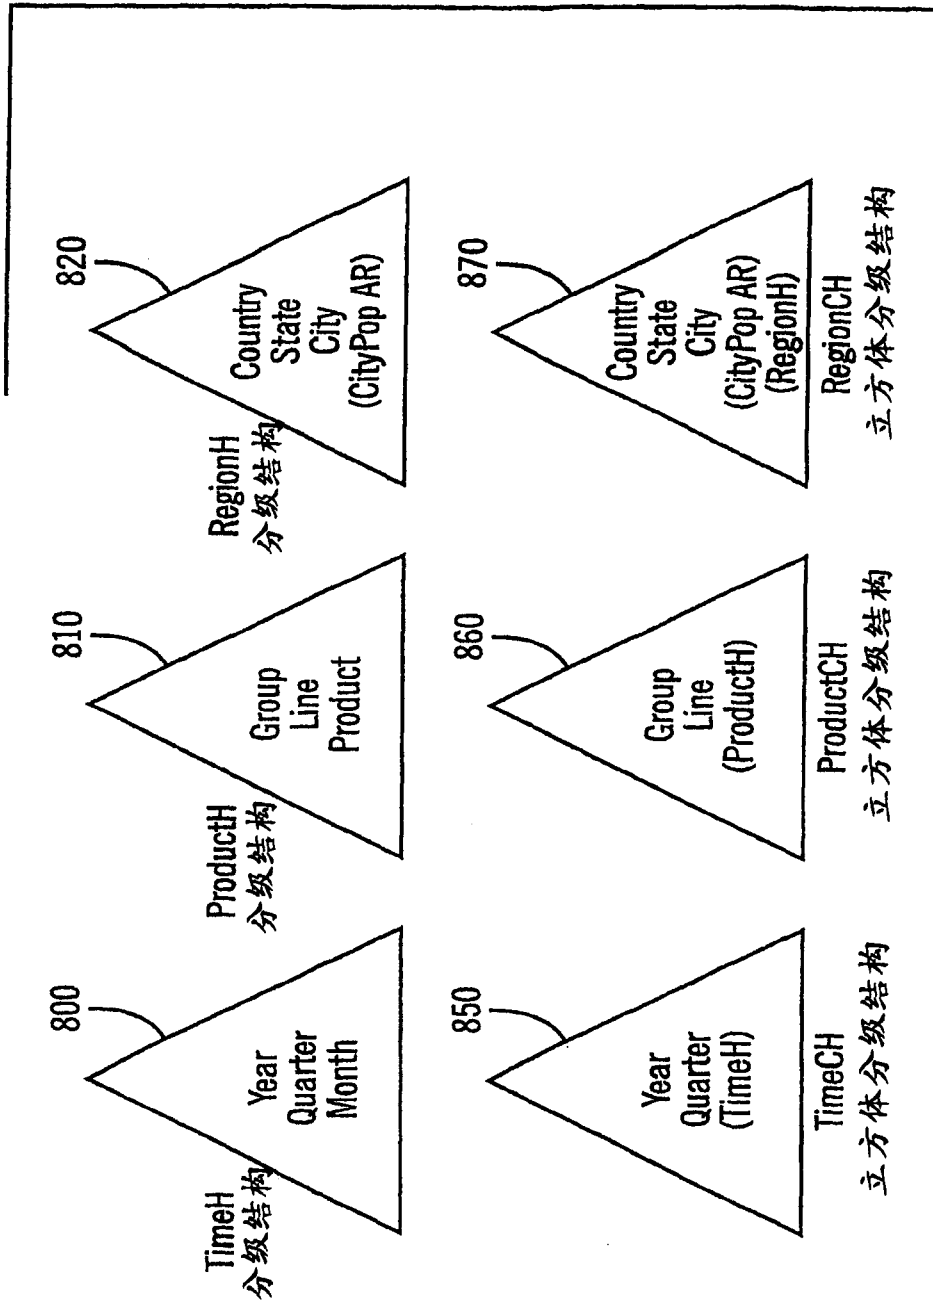 800
TimeH
分级结构
Year
Quarter
Month
810
ProductH
分级结构
Group
Line
Product
820
RegionH
分级结构
Country
State
City
(CityPop AR)
850
Year
Quarter
(TimeH)
TimeCH
立方体分级结构
860
Group
Line
(ProductH)
ProductCH
立方体分级结构
870
Country
State
City
(CityPop AR)
(RegionH)
RegionCH
立方体分级结构